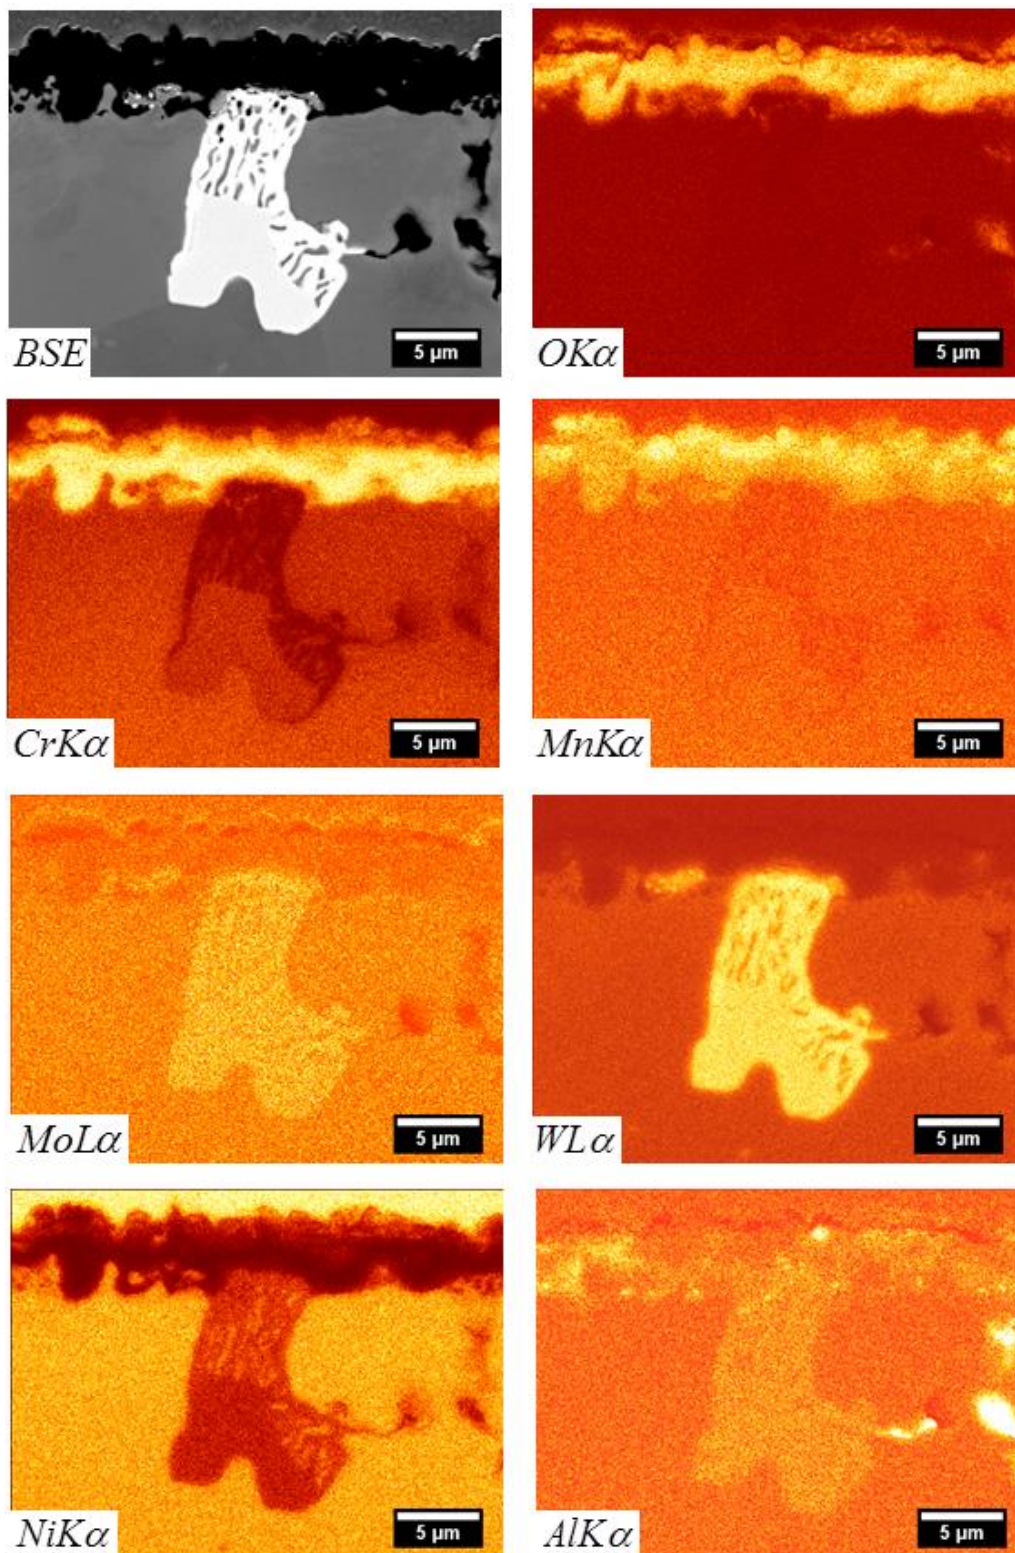 BSE 5 µm
OKα 5 µm
CrKα 5 µm
MnKα 5 µm
MoLα 5 µm
WLα 5 µm
NiKα 5 µm
AlKα 5 µm